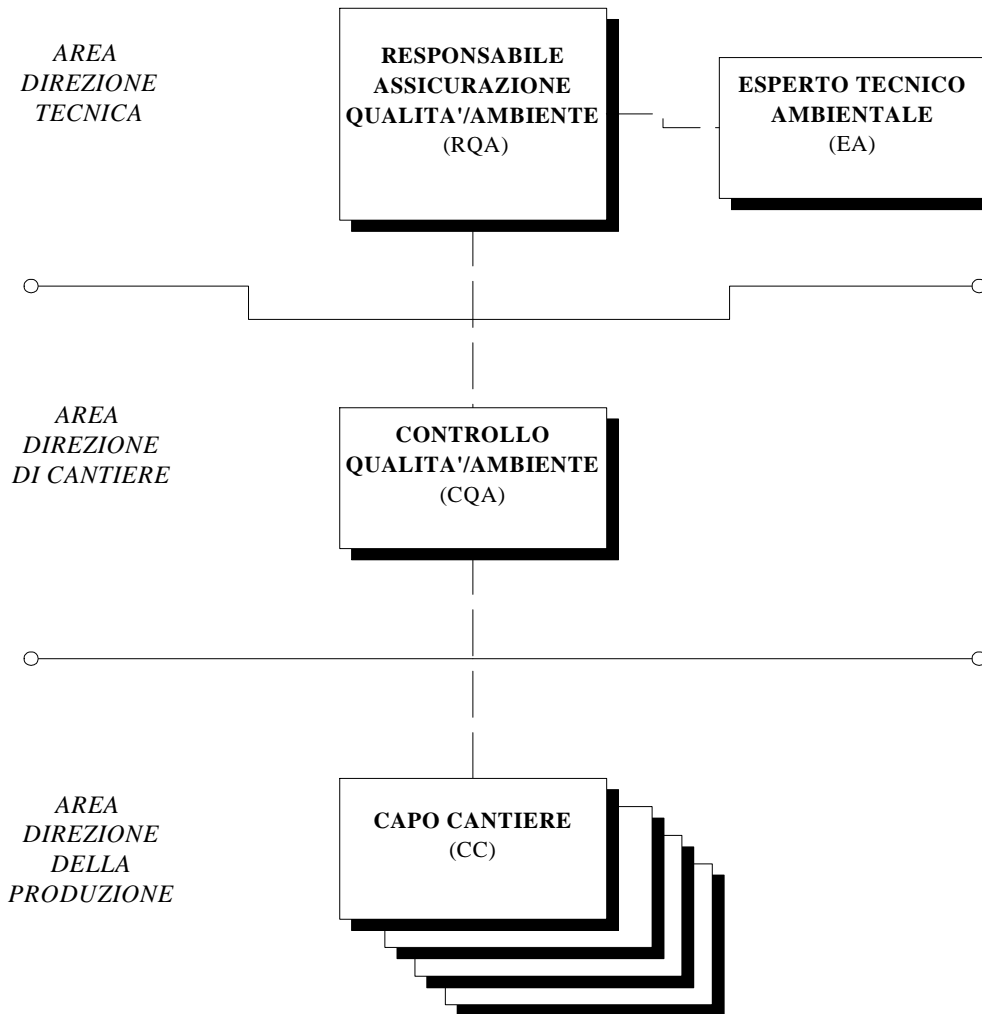 AREA
DIREZIONE
TECNICA
RESPONSABILE
ASSICURAZIONE
QUALITA'/AMBIENTE
(RQA)
ESPERTO TECNICO
AMBIENTALE
(EA)
AREA
DIREZIONE
DI CANTIERE
CONTROLLO
QUALITA'/AMBIENTE
(CQA)
AREA
DIREZIONE
DELLA
PRODUZIONE
CAPO CANTIERE
(CC)